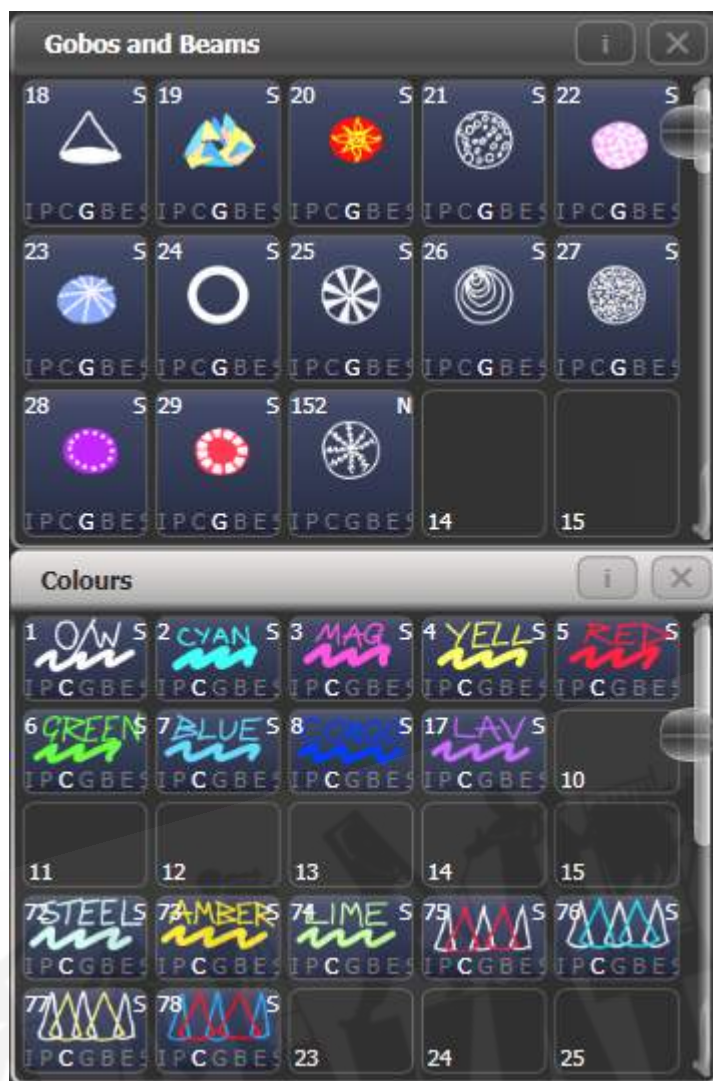 Gobos and Beams i X
18 S 19 S 20 S 21 S 22 S
IPCGBES IPCGBES IPCGBES IPCGBES IPCGBES
23 S 24 S 25 S 26 S 27 S
IPCGBES IPCGBES IPCGBES IPCGBES IPCGBES
28 S 29 S 152 N
IPCGBES IPCGBES IPCGBES 14 15
Colours i X
1 O/W S 2 CYAN S 3 MAG S 4 YELL S 5 RED S
IPCGBES IPCGBES IPCGBES IPCGBES IPCGBES
6 GREEN S 7 BLUE S 8 S 17 LAV S
IPCGBES IPCGBES IPCGBES IPCGBES 10
11 12 13 14 15
72 STEEL S 73 AMBER S 74 LIME S 75 S 76 S
IPCGBES IPCGBES IPCGBES IPCGBES IPCGBES
77 S 78 S
IPCGBES IPCGBES 23 24 25